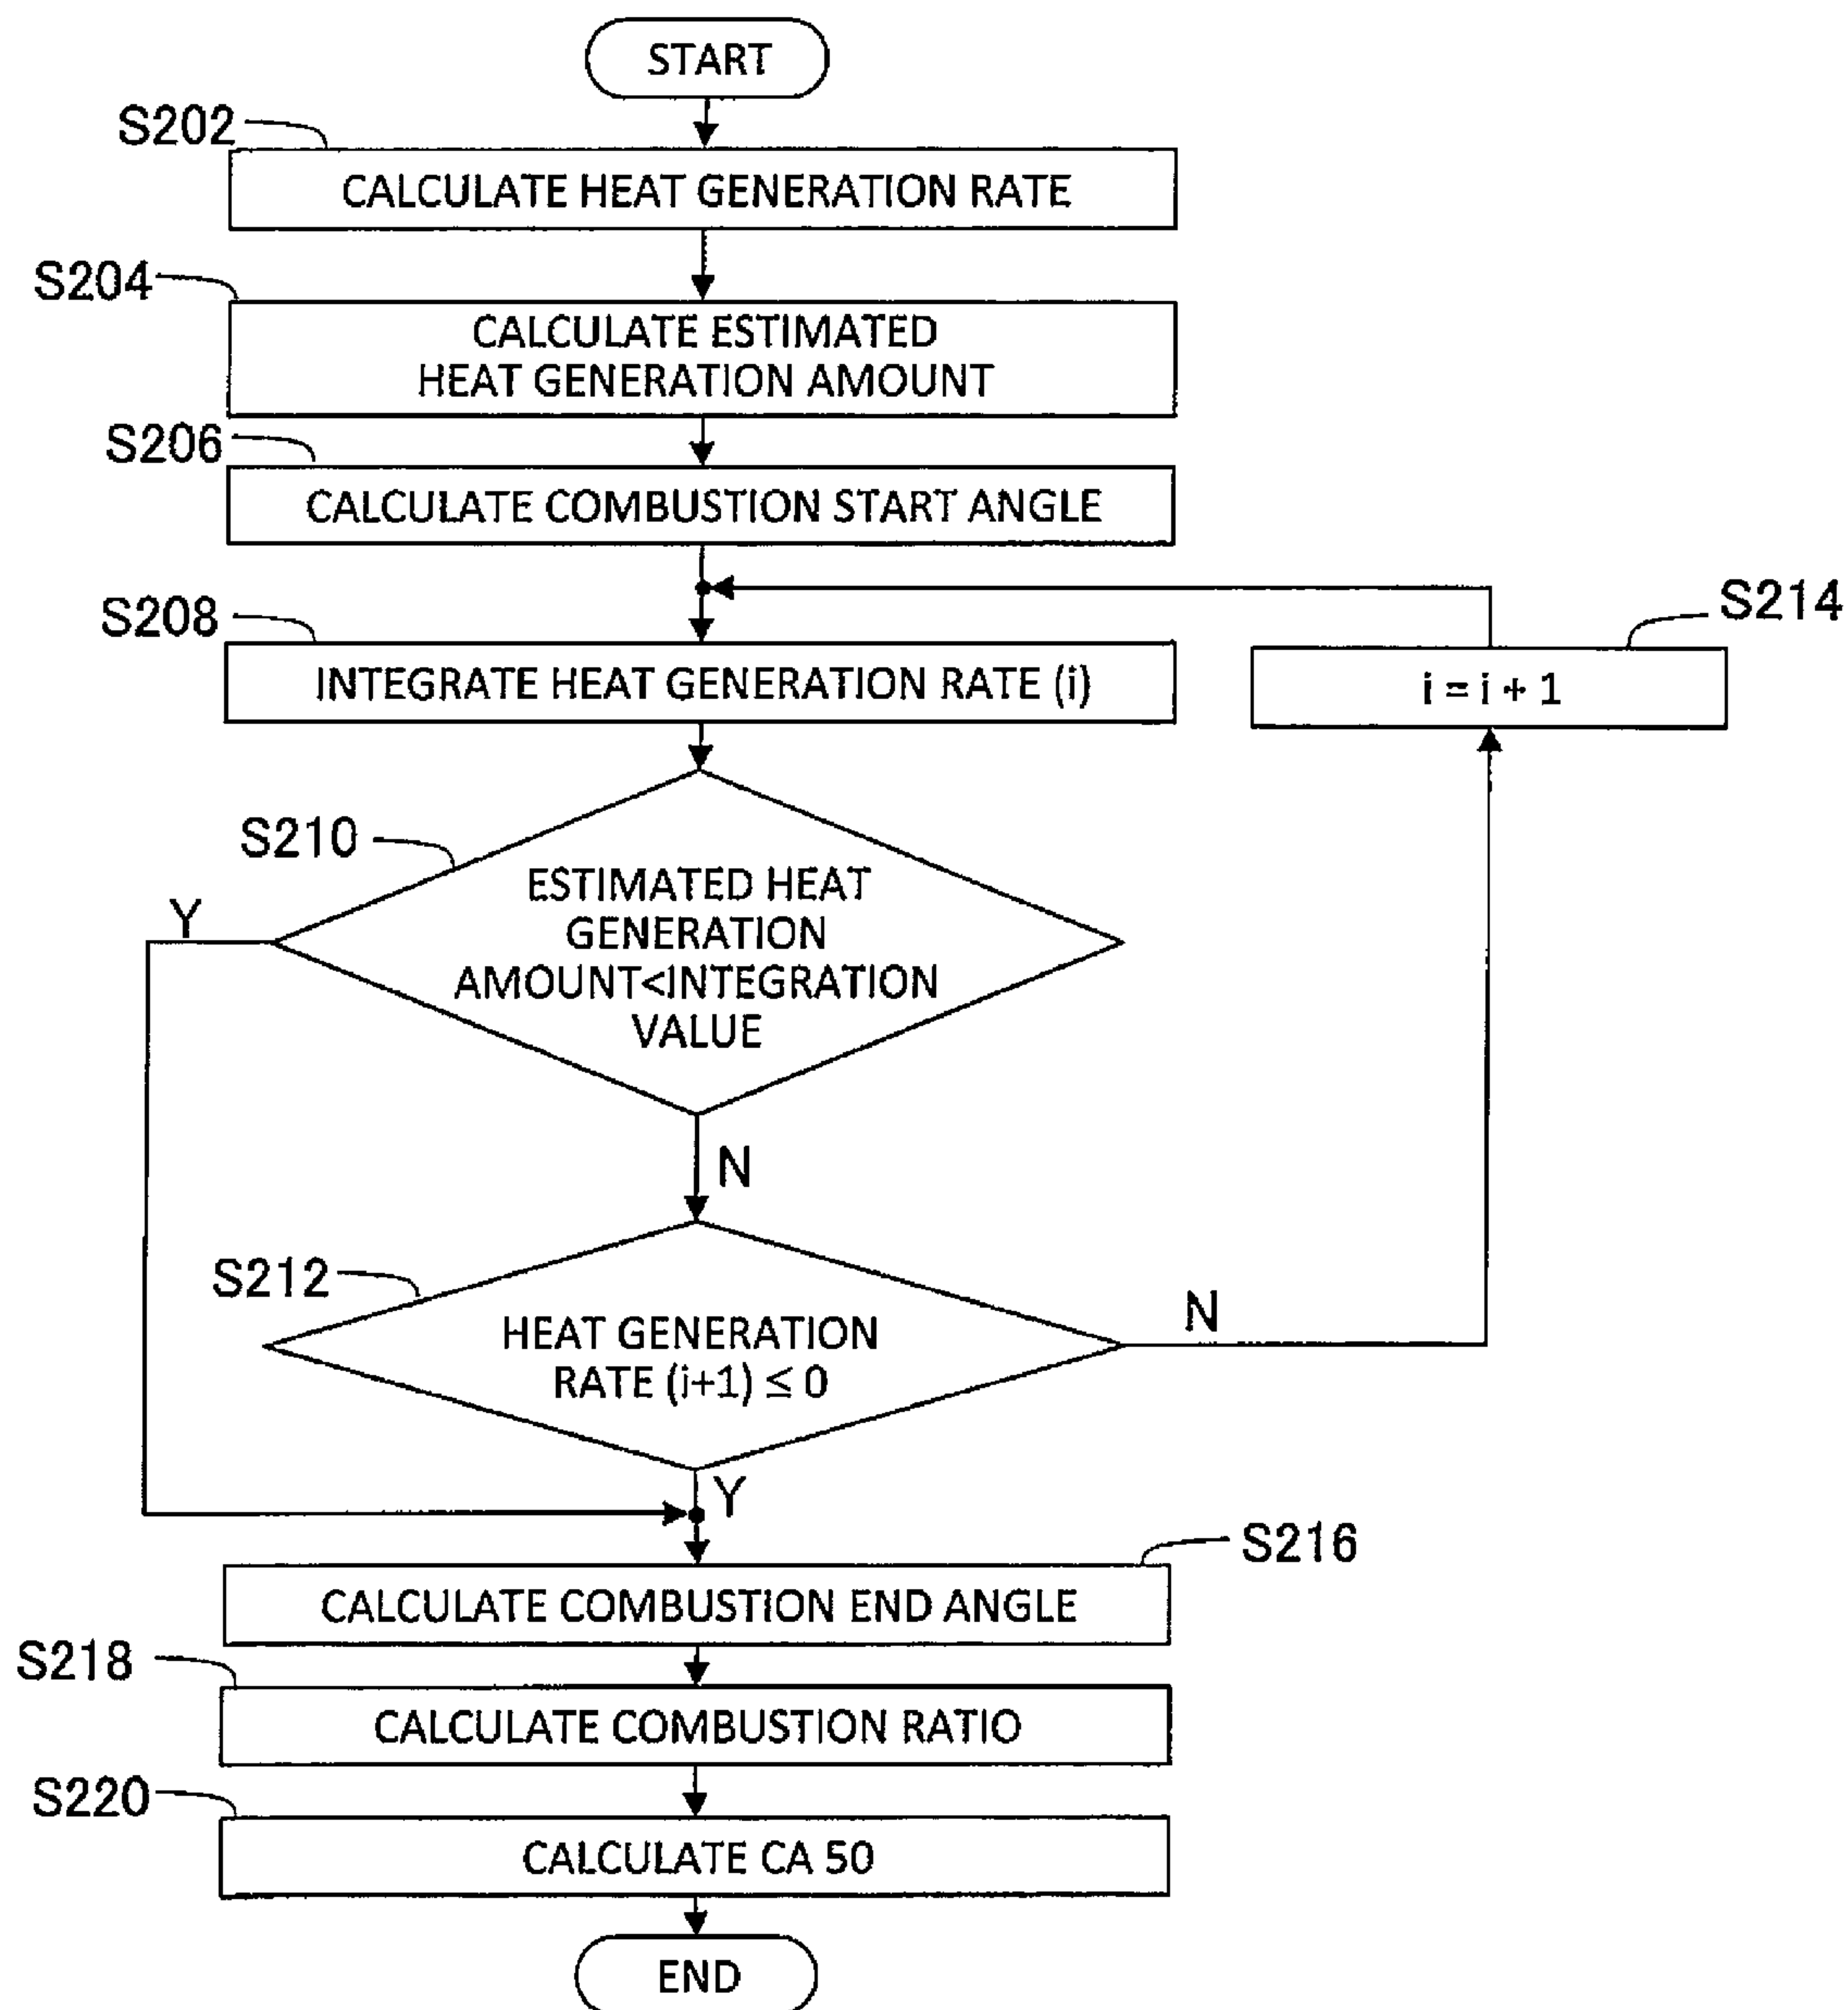 START
S202
CALCULATE HEAT GENERATION RATE
S204
CALCULATE ESTIMATED
HEAT GENERATION AMOUNT
S206
CALCULATE COMBUSTION START ANGLE
S208
INTEGRATE HEAT GENERATION RATE (i)
S214
i = i + 1
S210
ESTIMATED HEAT
GENERATION
AMOUNT<INTEGRATION
VALUE
Y
N
S212
HEAT GENERATION
RATE (i+1) ≤ 0
N
Y
S216
CALCULATE COMBUSTION END ANGLE
S218
CALCULATE COMBUSTION RATIO
S220
CALCULATE CA 50
END